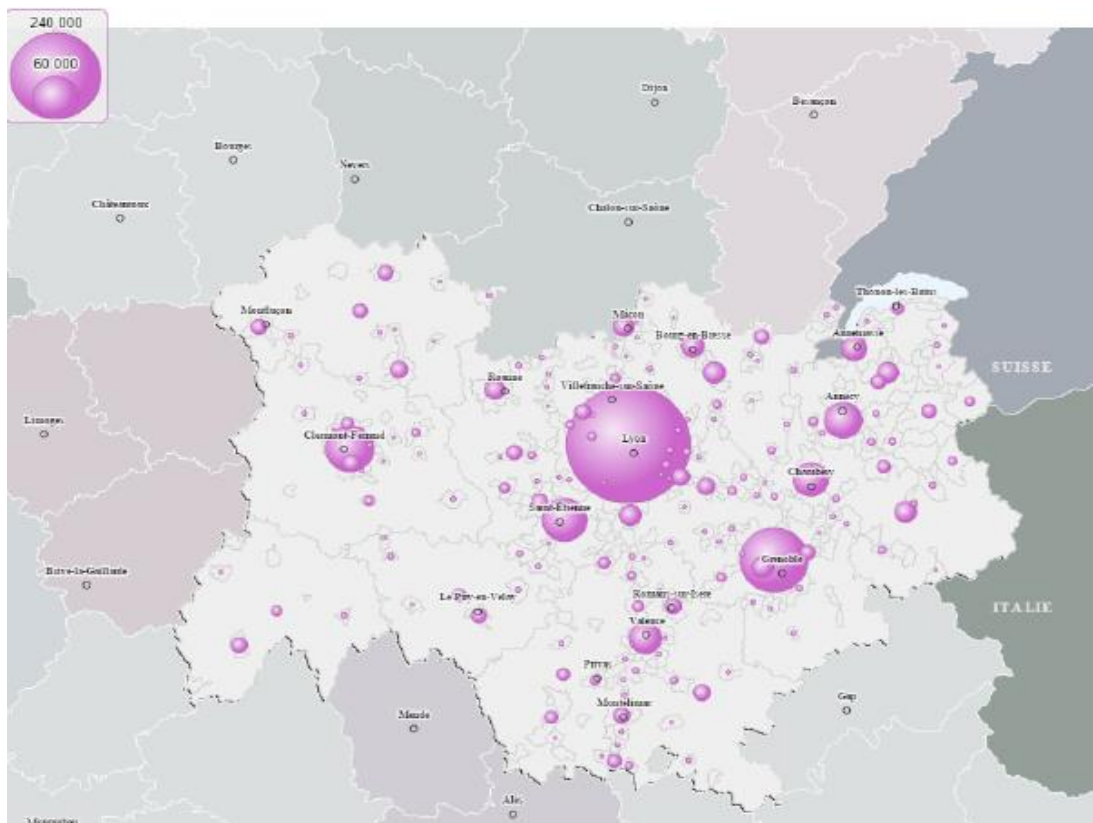 240 000
60 000
Dijon
Besançon
Bourges
Nevers
Châteauroux
Chalon-sur-Saône
Thonon-les-Bains
Montluçon
Mâcon
Annemasse
Bourg-en-Bresse
SUISSE
Roanne
Villefranche-sur-Saône
Annecy
Limoges
Clermont-Ferrand
Lyon
Chambéry
Saint-Etienne
Grenoble
Brive-la-Gaillarde
Le Puy-en-Velay
Romans-sur-Isère
ITALIE
Valence
Privas
Gap
Montélimar
Mende
Alès